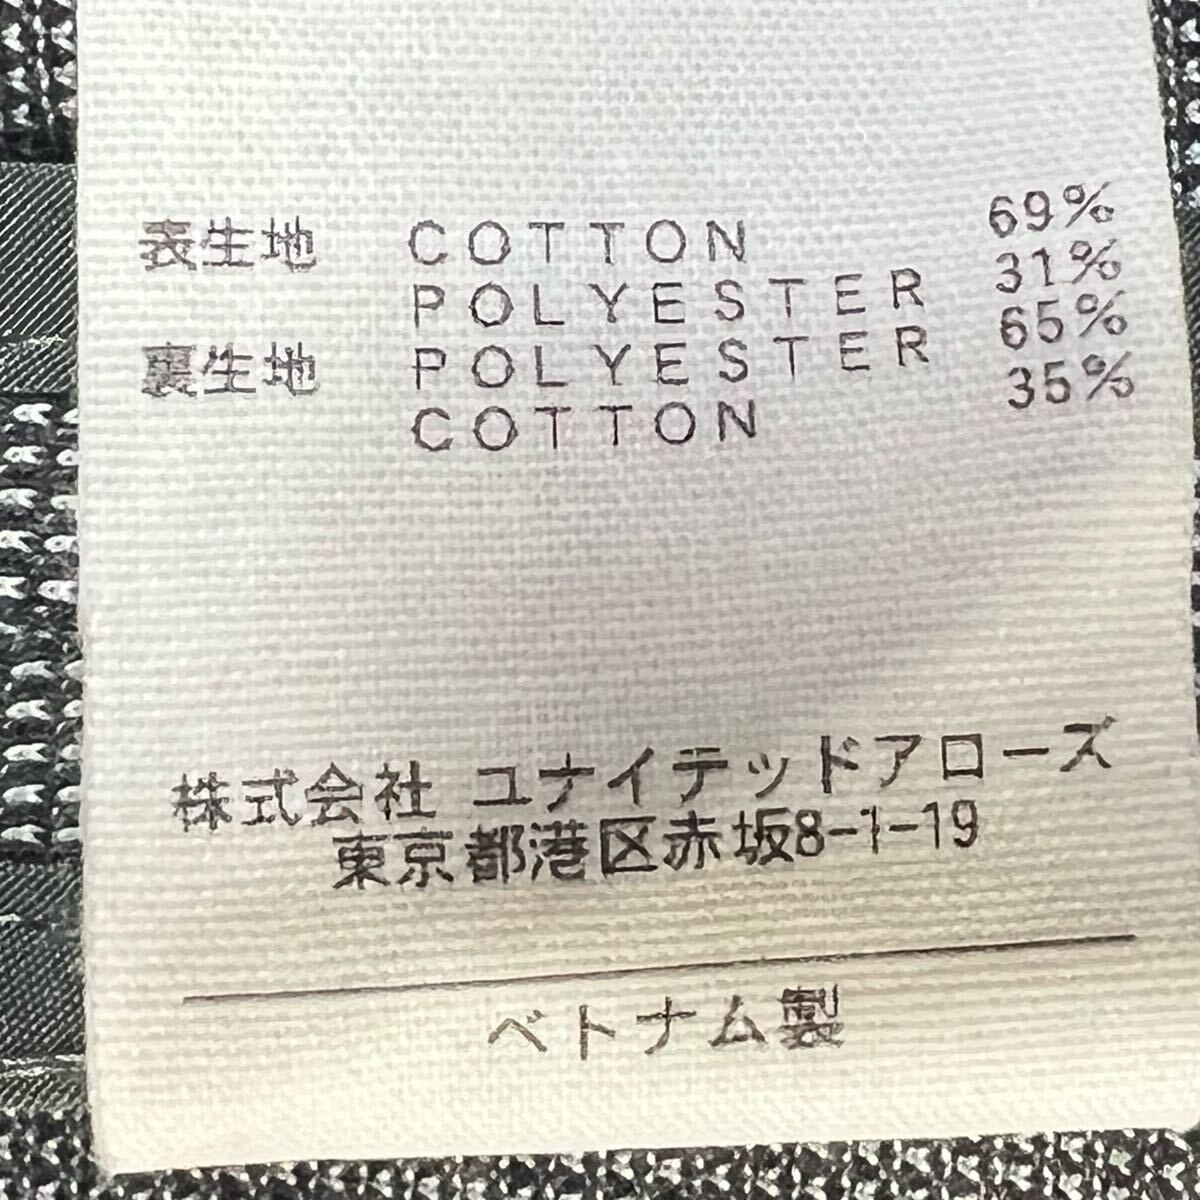 表生地 COTTON 69%
POLYESTER 31%
裏生地 POLYESTER 65%
COTTON 35%
株式会社 ユナイテッドアローズ
東京都港区赤坂8-1-19
ベトナム製